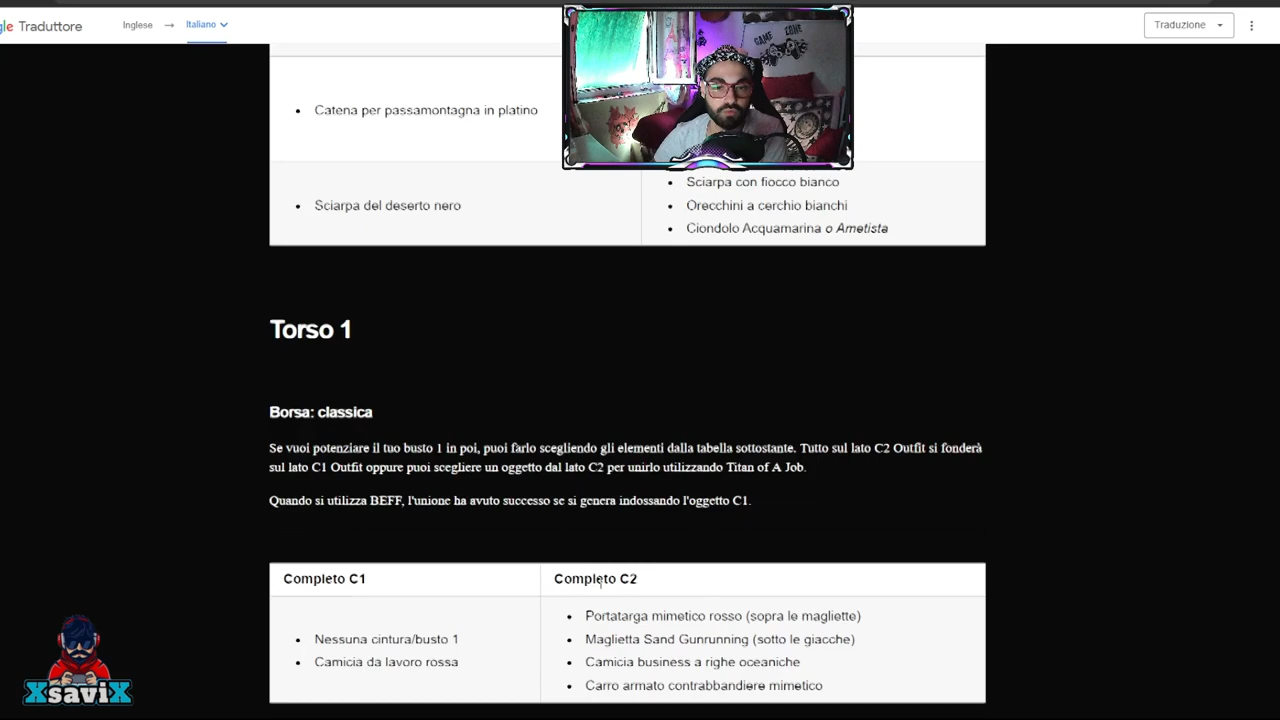 gle Traduttore
Inglese → Italiano
Traduzione
GAME ZONE
Catena per passamontagna in platino
Sciarpa del deserto nero
Sciarpa con fiocco bianco
Orecchini a cerchio bianchi
Ciondolo Acquamarina o Ametista
Torso 1
Borsa: classica
Se vuoi potenziare il tuo busto 1 in poi, puoi farlo scegliendo gli elementi dalla tabella sottostante. Tutto sul lato C2 Outfit si fonderà
sul lato C1 Outfit oppure puoi scegliere un oggetto dal lato C2 per unirlo utilizzando Titan of A Job.
Quando si utilizza BEFF, l'unione ha avuto successo se si genera indossando l'oggetto C1.
Completo C1
Completo C2
Nessuna cintura/busto 1
Camicia da lavoro rossa
Portatarga mimetico rosso (sopra le magliette)
Maglietta Sand Gunrunning (sotto le giacche)
Camicia business a righe oceaniche
Carro armato contrabbandiere mimetico
XsaviX